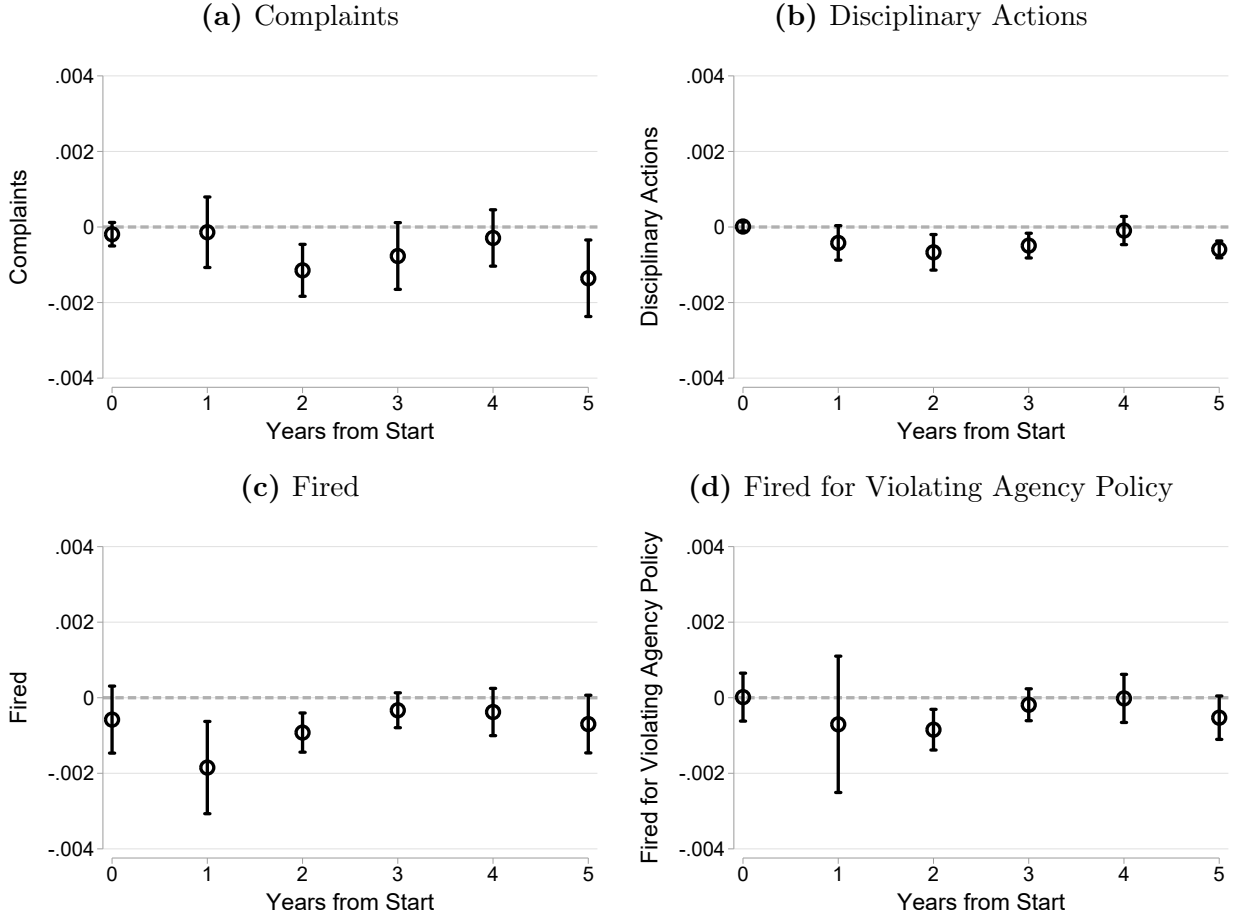 (a) Complaints
.004
.002
0
-.002
-.004
Complaints
0 1 2 3 4 5
Years from Start
(b) Disciplinary Actions
.004
.002
0
-.002
-.004
Disciplinary Actions
0 1 2 3 4 5
Years from Start
(c) Fired
.004
.002
0
-.002
-.004
Fired
0 1 2 3 4 5
Years from Start
(d) Fired for Violating Agency Policy
.004
.002
0
-.002
-.004
Fired for Violating Agency Policy
0 1 2 3 4 5
Years from Start